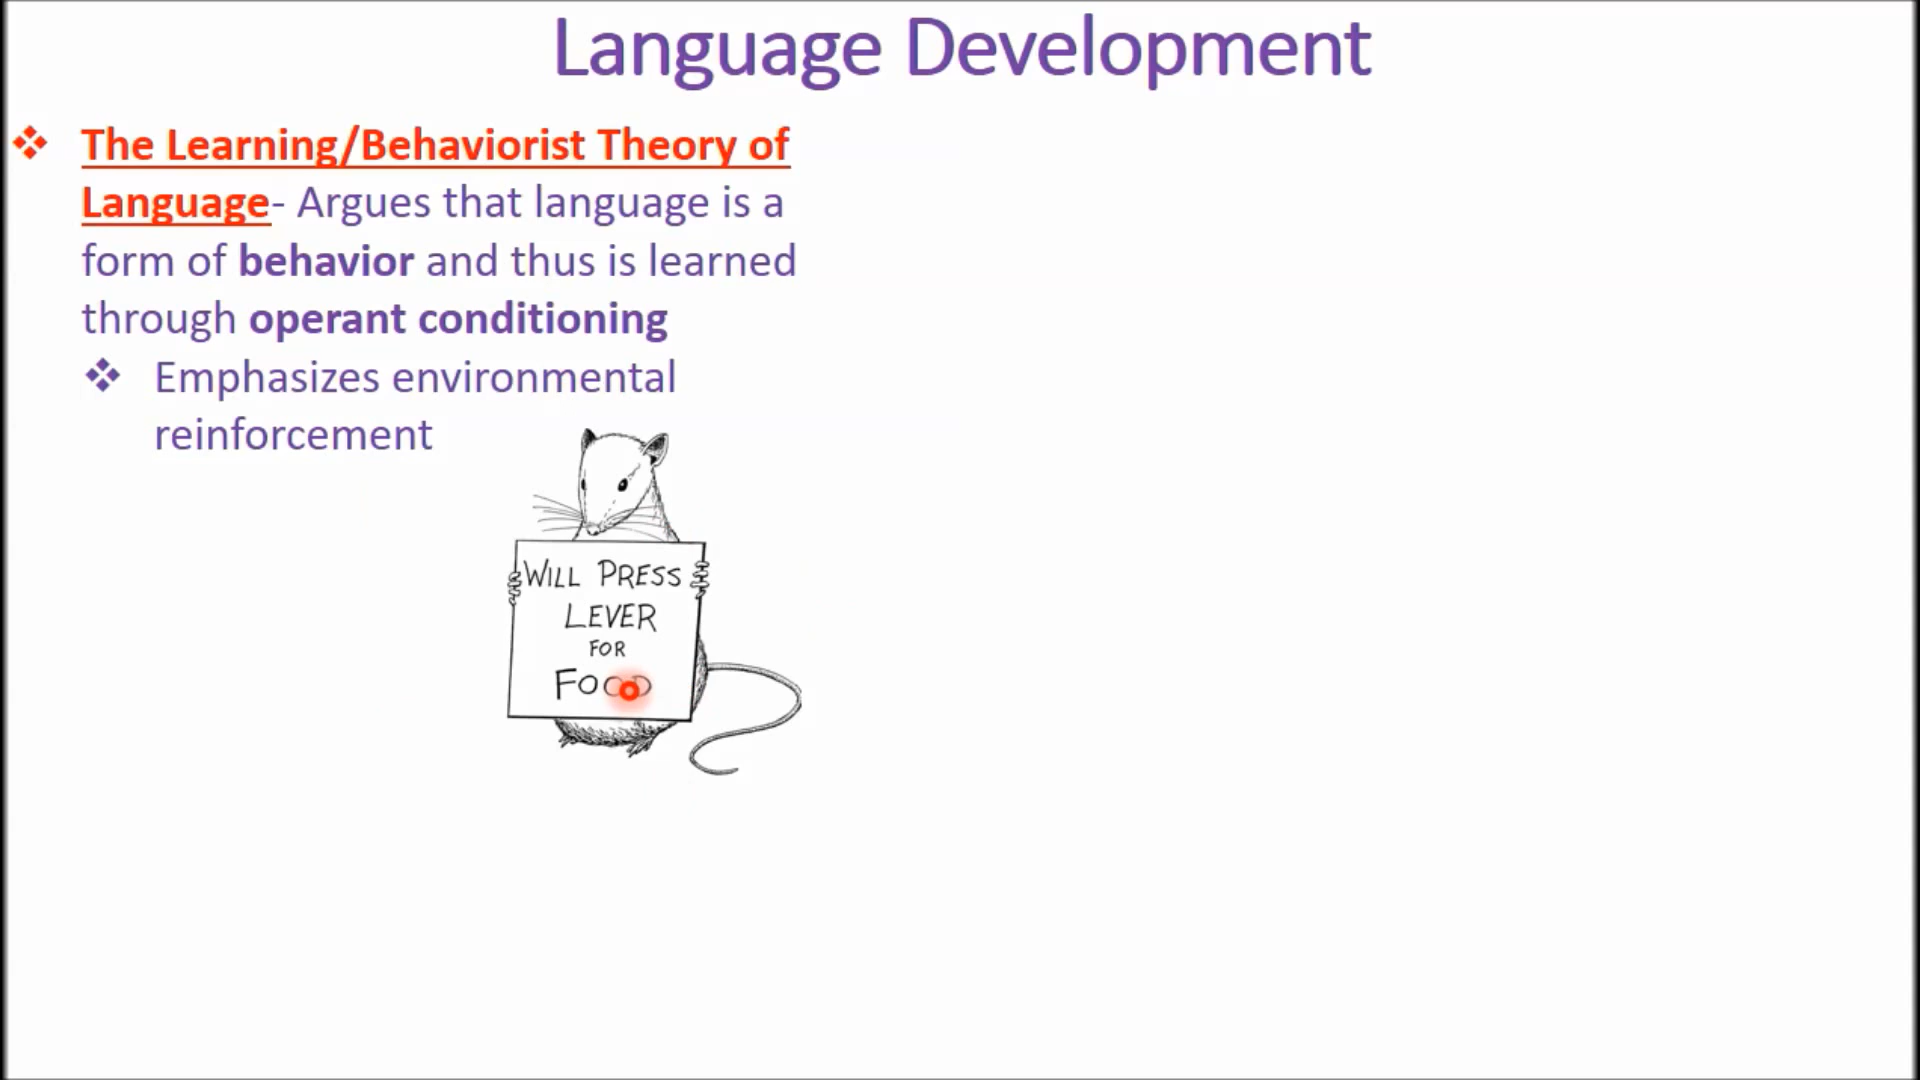 Language Development
❖ The Learning/Behaviorist Theory of
Language- Argues that language is a
form of behavior and thus is learned
through operant conditioning
❖ Emphasizes environmental
reinforcement
WILL PRESS
LEVER
FOR
FOOD